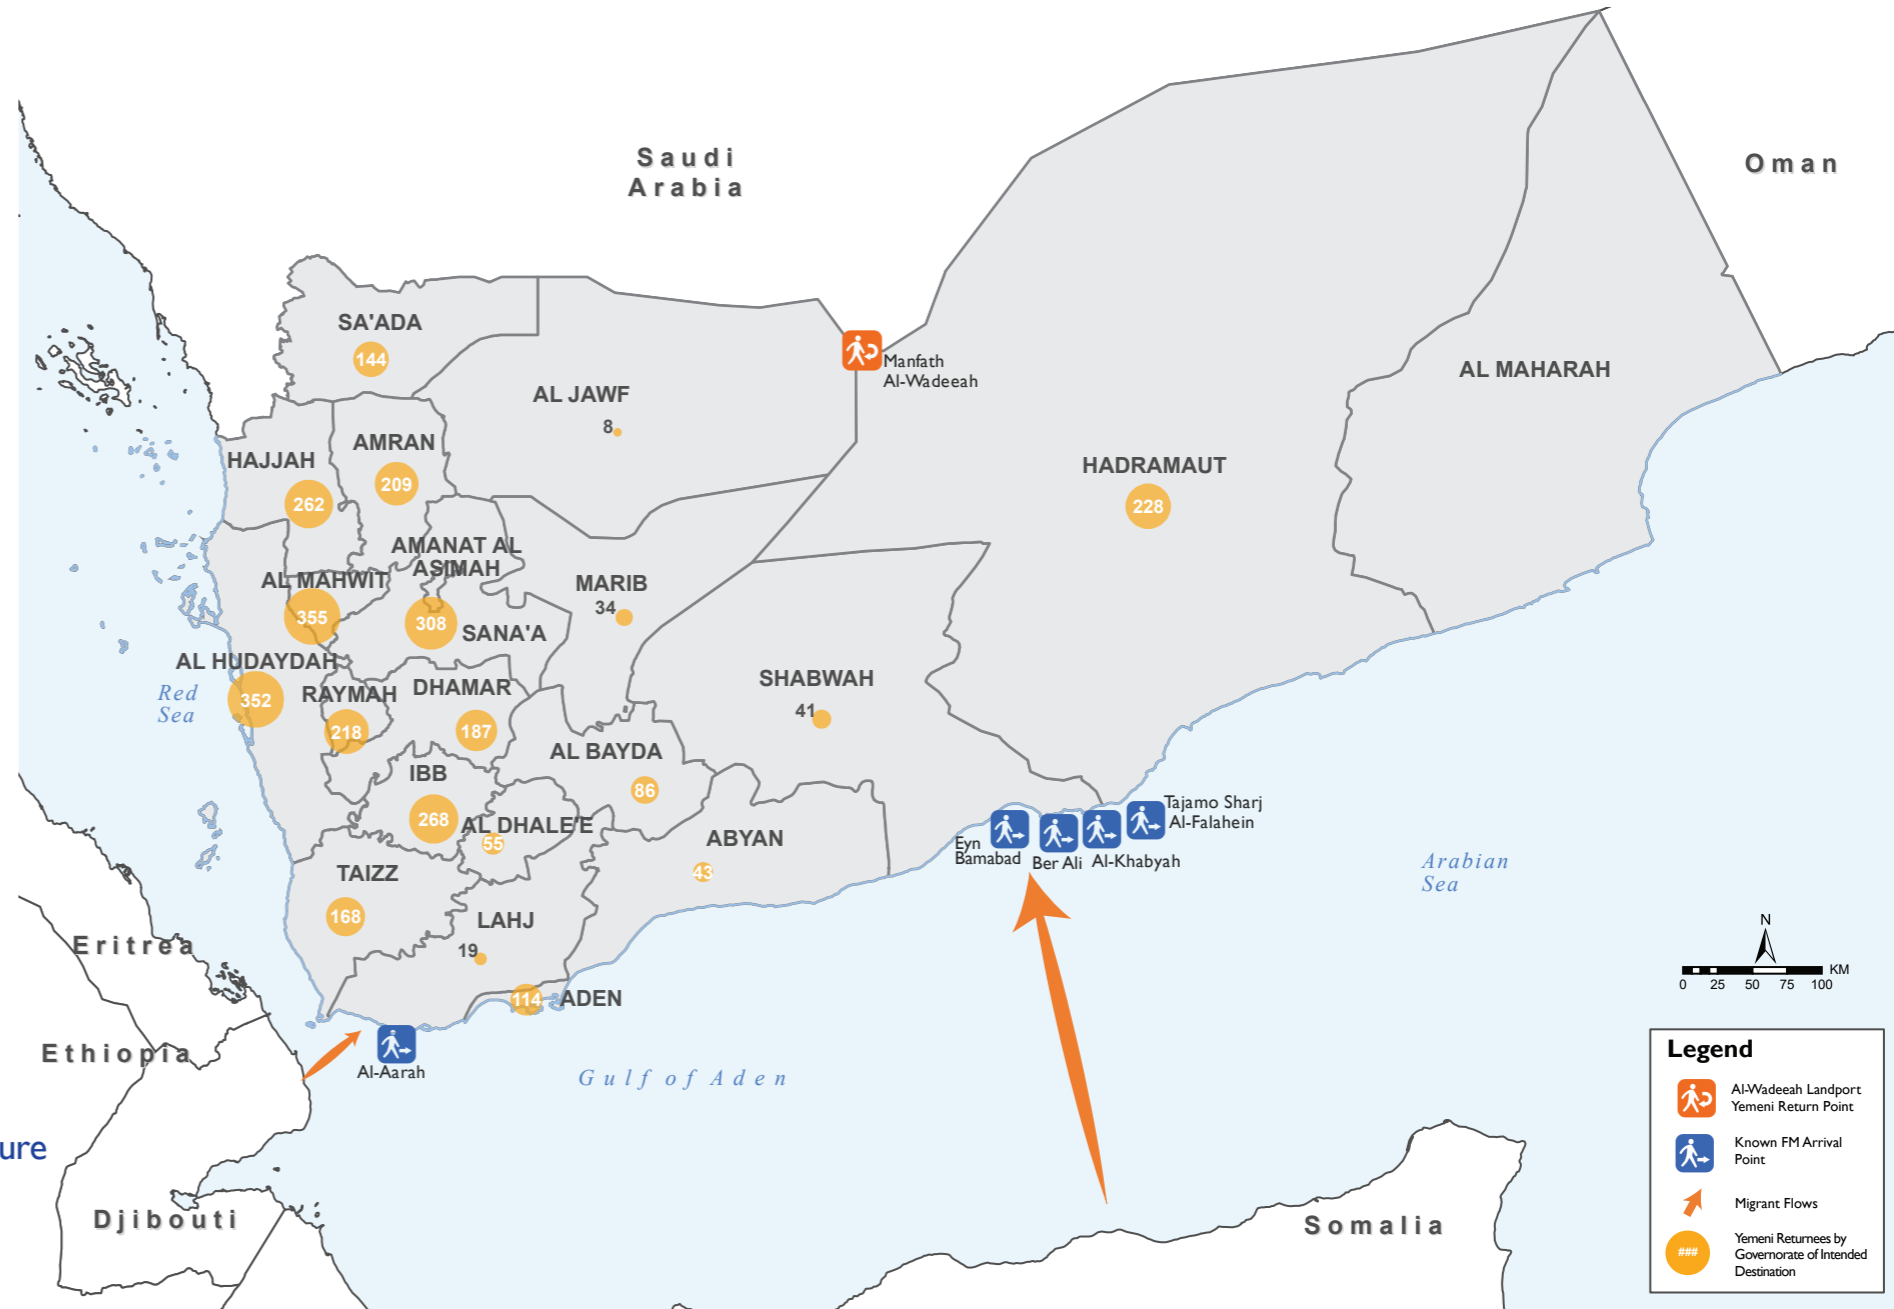 Saudi
Arabia
Oman
SA'ADA
144
Manfath
Al-Wadeeah
AL MAHARAH
AL JAWF
8
AMRAN
209
HAJJAH
262
HADRAMAUT
228
AMANAT AL
ASIMAH
AL MAHWIT
355
308
SANA'A
MARIB
34
AL HUDAYDAH
352
Red
Sea
RAYMAH
218
DHAMAR
187
SHABWAH
41
AL BAYDA
86
IBB
268
AL DHALE'E
55
ABYAN
43
Eyn
Bamabad
Ber Ali
Al-Khabyah
Tajamo Sharj
Al-Falahein
Arabian
Sea
TAIZZ
168
LAHJ
19
114
ADEN
Eritrea
Ethiopia
Al-Aarah
Gulf of Aden
N
KM
0 25 50 75 100
ure
Djibouti
Somalia
Legend
Al-Wadeeah Landport
Yemeni Return Point
Known FM Arrival
Point
Migrant Flows
###
Yemeni Returnees by
Governorate of Intended
Destination